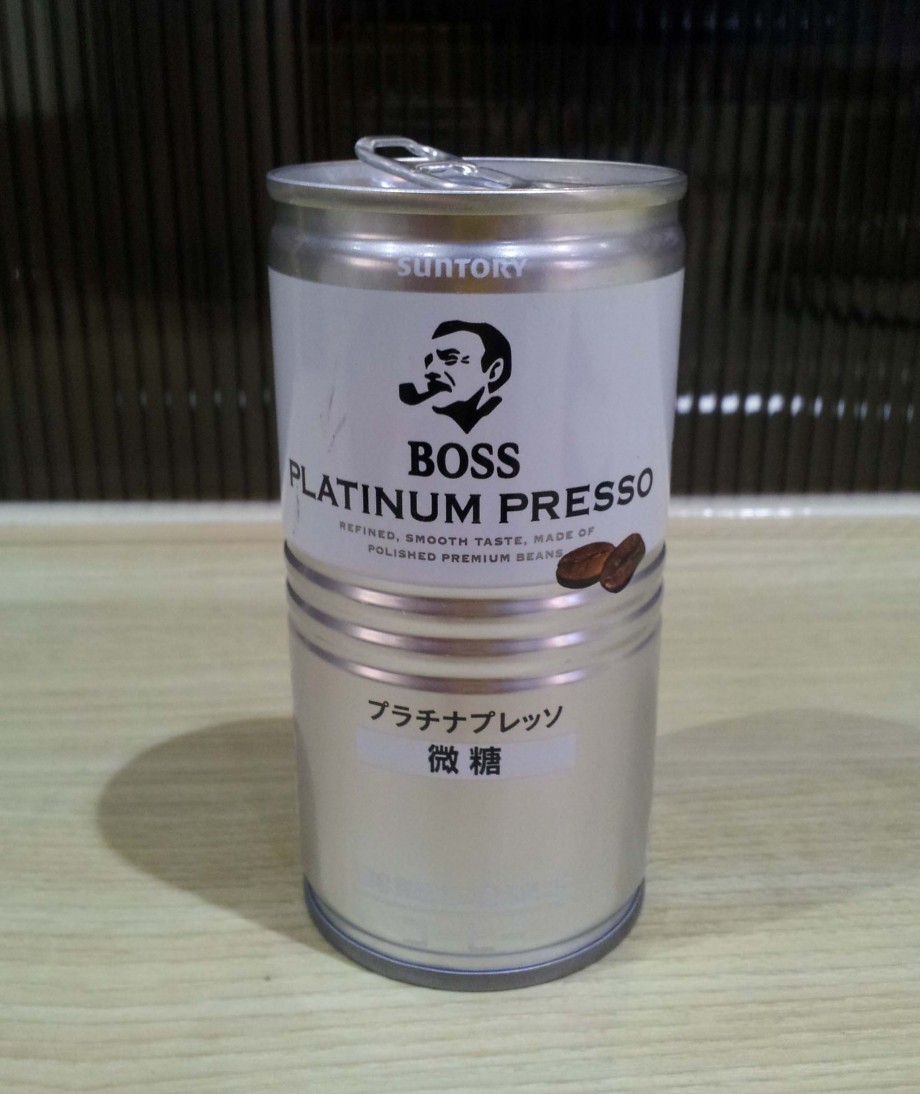 SUNTORY
BOSS
PLATINUM PRESSO
REFINED, SMOOTH TASTE, MADE OF
POLISHED PREMIUM BEANS
プラチナプレッソ
微糖